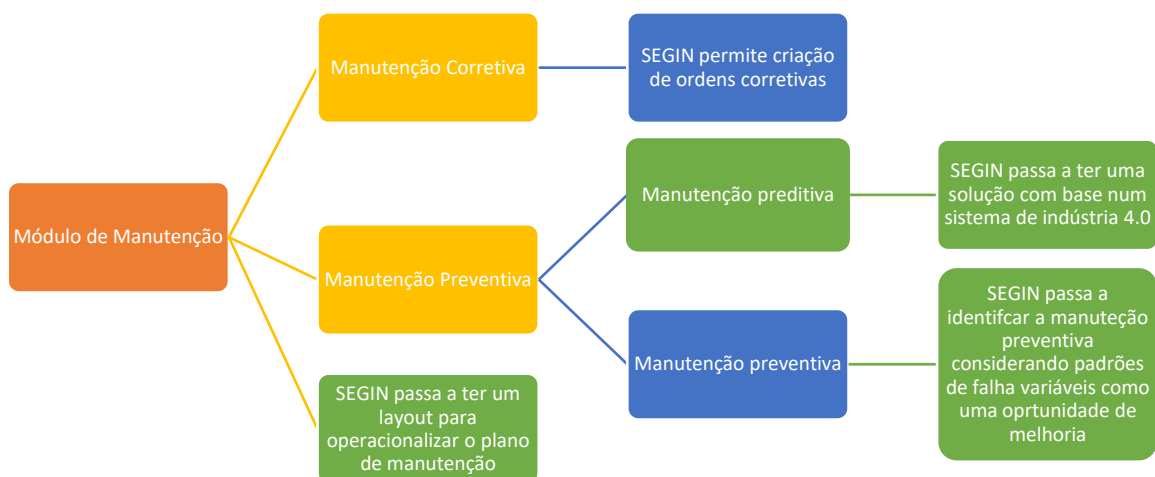 Manutenção Corretiva
SEGIN permite criação
de ordens corretivas
Módulo de Manutenção
Manutenção preditiva
SEGIN passa a ter uma
solução com base num
sistema de indústria 4.0
Manutenção Preventiva
Manutenção preventiva
SEGIN passa a
identifcar a manuteção
preventiva
considerando padrões
de falha variáveis como
uma oprtunidade de
melhoria
SEGIN passa a ter um
layout para
operacionalizar o plano
de manutenção